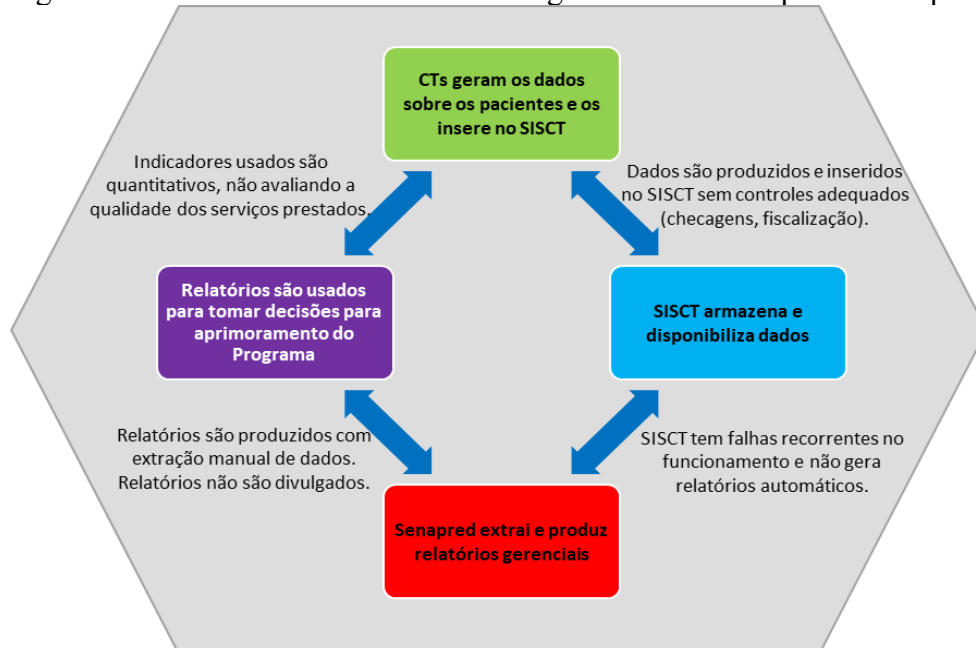 CTs geram os dados
sobre os pacientes e os
insere no SISCT
Indicadores usados são
quantitativos, não avaliando a
qualidade dos serviços prestados.
Dados são produzidos e inseridos
no SISCT sem controles adequados
(checagens, fiscalização).
Relatórios são usados
para tomar decisões para
aprimoramento do
Programa
SISCT armazena e
disponibiliza dados
Relatórios são produzidos com
extração manual de dados.
Relatórios não são divulgados.
SISCT tem falhas recorrentes no
funcionamento e não gera
relatórios automáticos.
Senapred extrai e produz
relatórios gerenciais